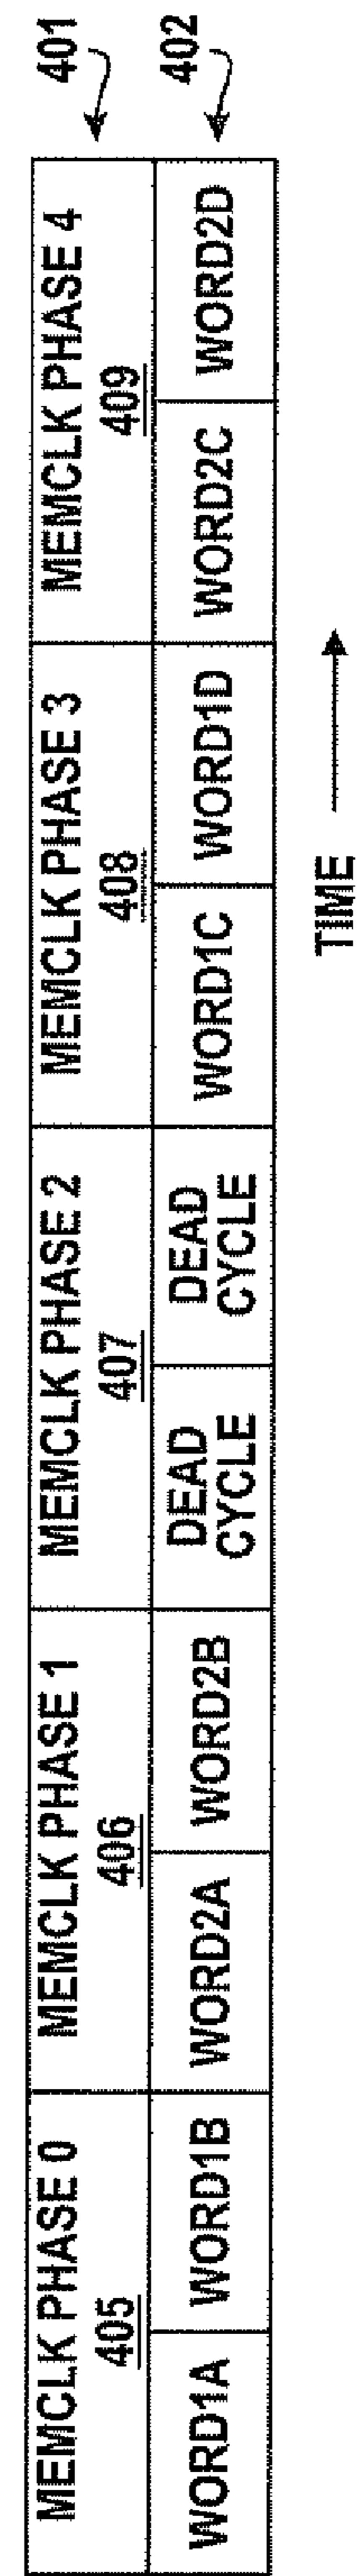 MEMCLK PHASE 0 MEMCLK PHASE 1 MEMCLK PHASE 2 MEMCLK PHASE 3 MEMCLK PHASE 4 401
405 406 407 408 409
WORD1A WORD1B WORD2A WORD2B DEAD CYCLE DEAD CYCLE WORD1C WORD1D WORD2C WORD2D 402
TIME